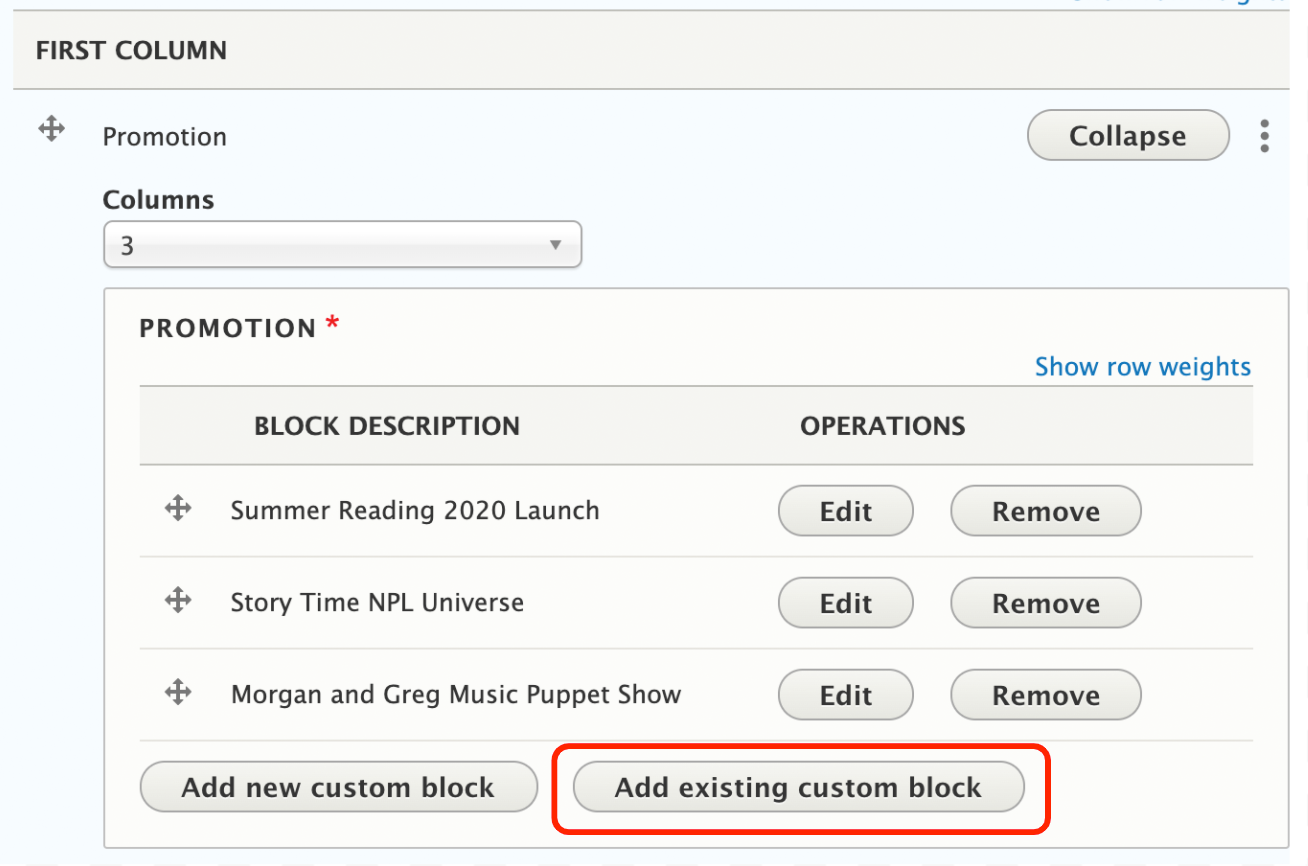 FIRST COLUMN
Promotion Collapse
Columns
3
PROMOTION *
Show row weights
BLOCK DESCRIPTION OPERATIONS
Summer Reading 2020 Launch Edit Remove
Story Time NPL Universe Edit Remove
Morgan and Greg Music Puppet Show Edit Remove
Add new custom block Add existing custom block